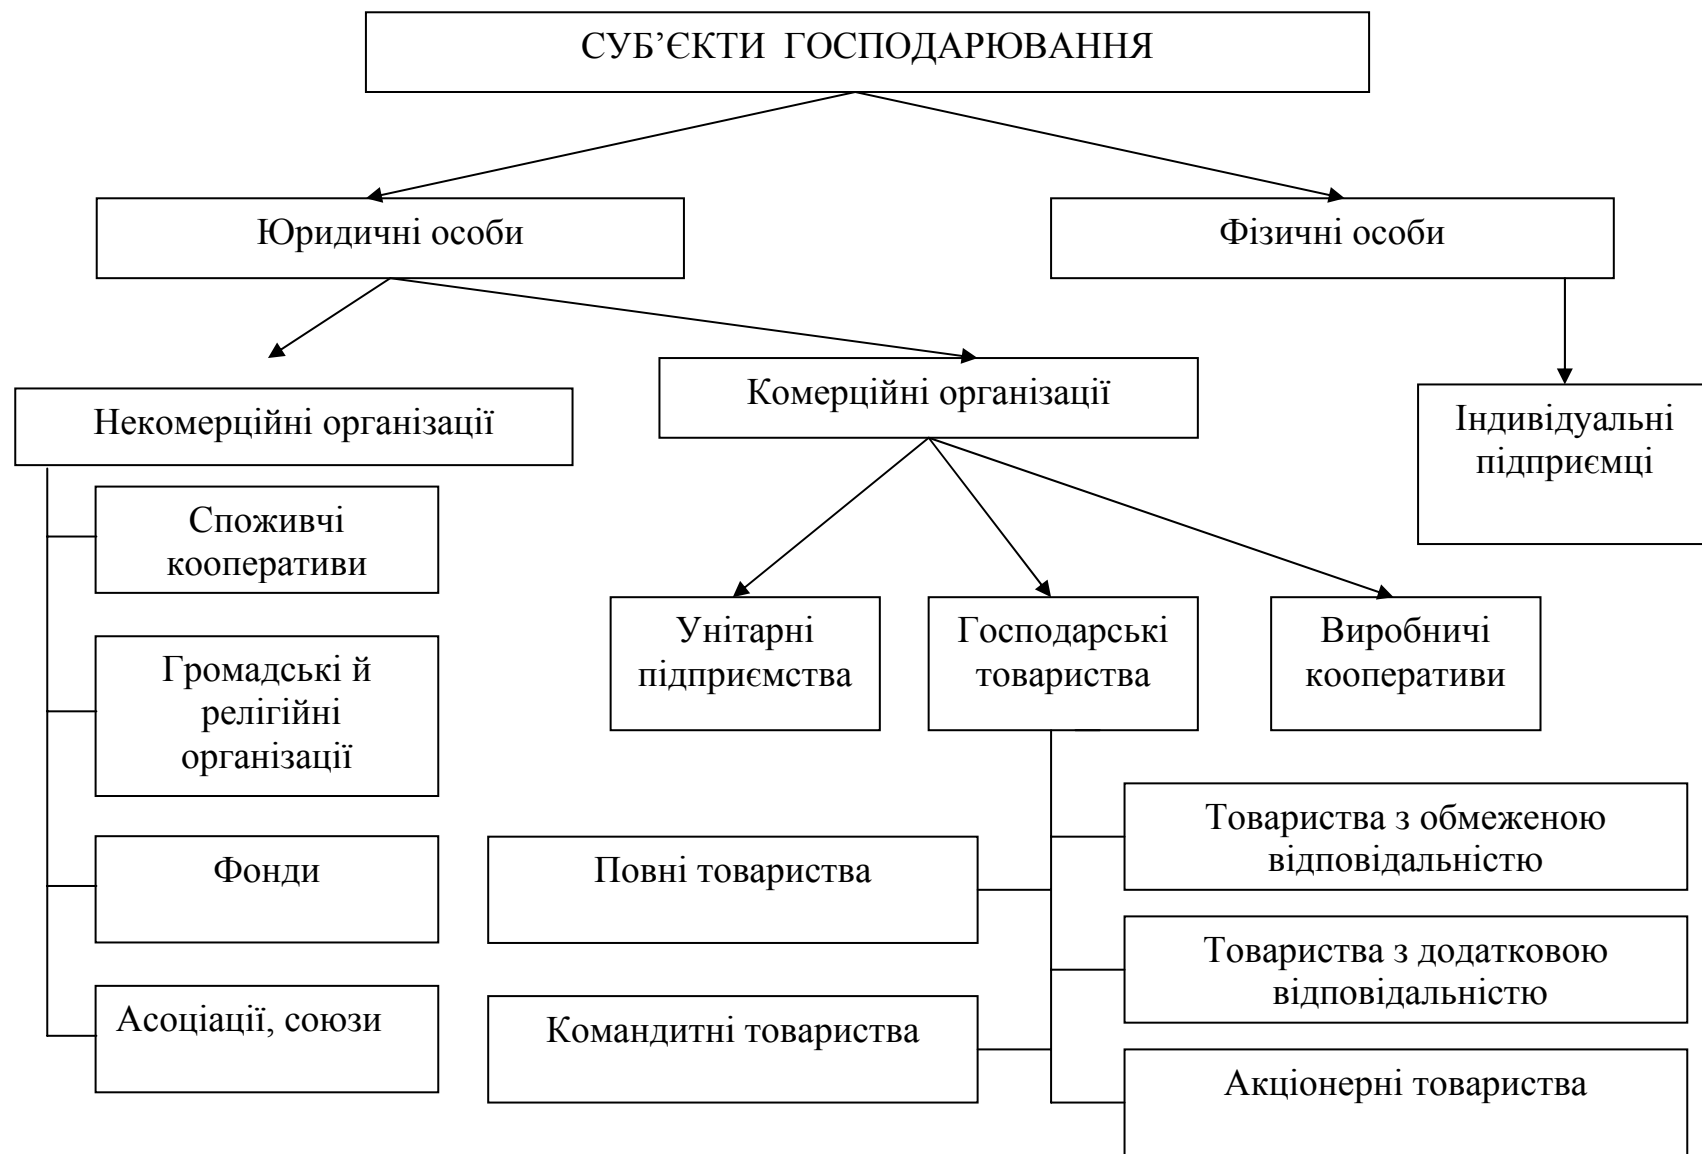 СУБ’ЄКТИ ГОСПОДАРЮВАННЯ
Юридичні особи
Фізичні особи
Некомерційні організації
Комерційні організації
Індивідуальні
підприємці
Споживчі
кооперативи
Громадські й
релігійні
організації
Фонди
Асоціації, союзи
Унітарні
підприємства
Господарські
товариства
Виробничі
кооперативи
Повні товариства
Командитні товариства
Товариства з обмеженою
відповідальністю
Товариства з додатковою
відповідальністю
Акціонерні товариства